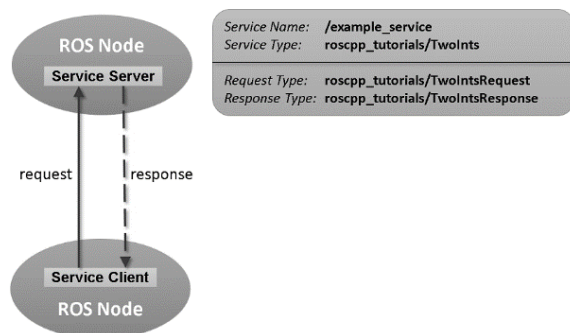 ROS Node
Service Server
request
response
Service Client
ROS Node
Service Name: /example_service
Service Type: roscpp_tutorials/TwoInts
Request Type: roscpp_tutorials/TwoIntsRequest
Response Type: roscpp_tutorials/TwoIntsResponse